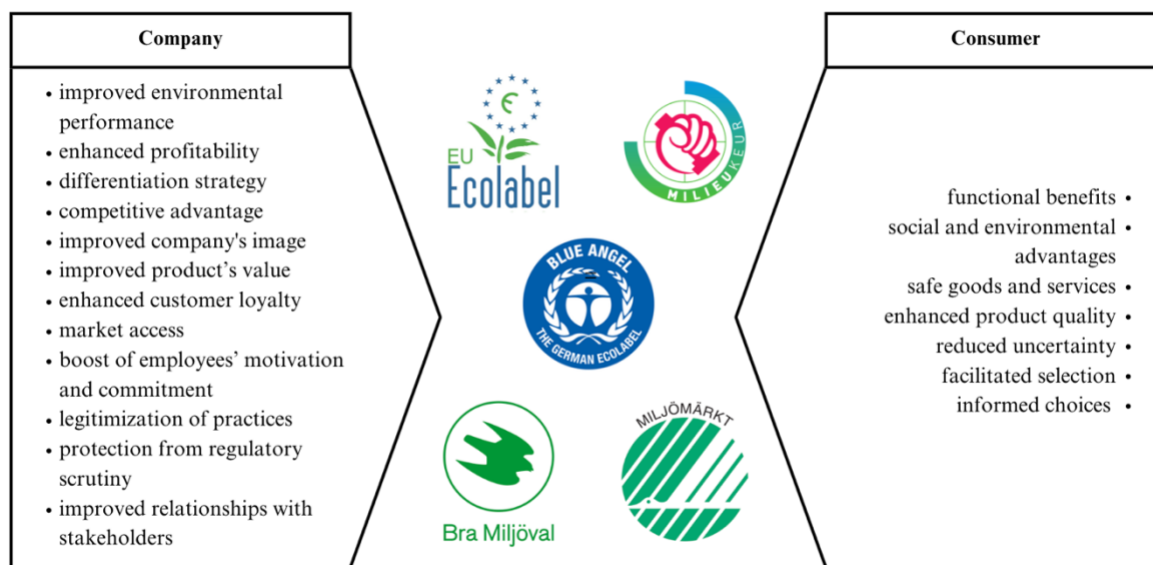 Company
• improved environmental
performance
• enhanced profitability
• differentiation strategy
• competitive advantage
• improved company's image
• improved product’s value
• enhanced customer loyalty
• market access
• boost of employees’ motivation
and commitment
• legitimization of practices
• protection from regulatory
scrutiny
• improved relationships with
stakeholders
EU
Ecolabel
MILIEUKEUR
BLUE ANGEL
THE GERMAN ECOLABEL
Bra Miljöval
MILJÖMÄRKT
Consumer
functional benefits •
social and environmental •
advantages
safe goods and services •
enhanced product quality •
reduced uncertainty •
facilitated selection •
informed choices •